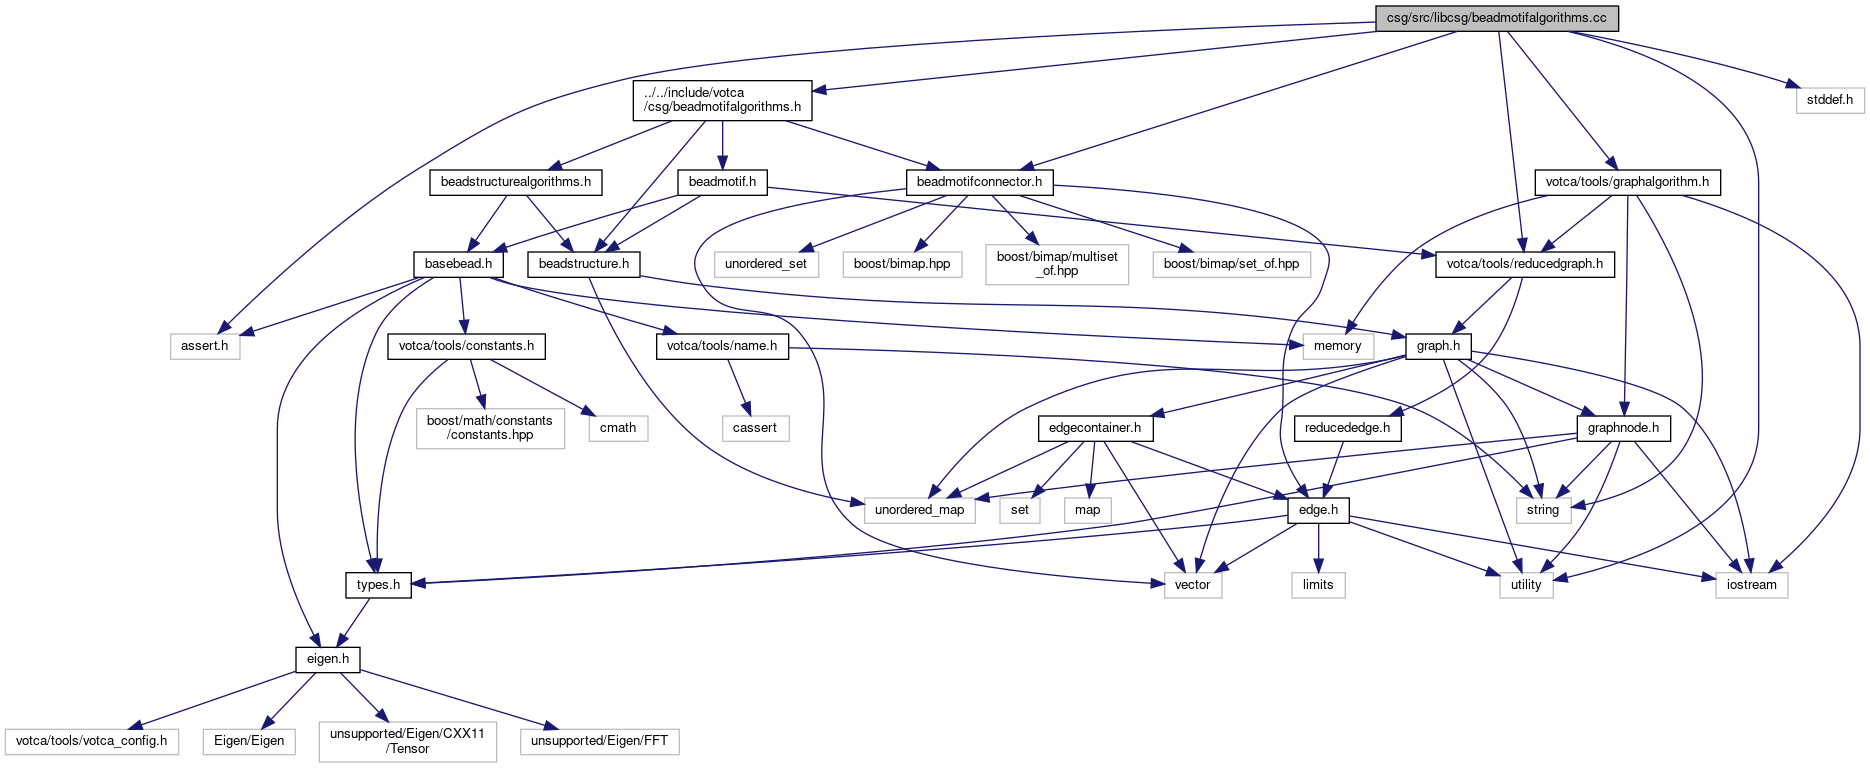 csg/src/libcsg/beadmotifalgorithms.cc
../../include/votca
/csg/beadmotifalgorithms.h
stddef.h
beadstructurealgorithms.h
beadmotif.h
beadmotifconnector.h
votca/tools/graphalgorithm.h
basebead.h
beadstructure.h
unordered_set
boost/bimap.hpp
boost/bimap/multiset
_of.hpp
boost/bimap/set_of.hpp
votca/tools/reducedgraph.h
assert.h
votca/tools/constants.h
votca/tools/name.h
memory
graph.h
boost/math/constants
/constants.hpp
cmath
cassert
edgecontainer.h
reducededge.h
graphnode.h
unordered_map
set
map
edge.h
string
types.h
vector
limits
utility
iostream
eigen.h
votca/tools/votca_config.h
Eigen/Eigen
unsupported/Eigen/CXX11
/Tensor
unsupported/Eigen/FFT